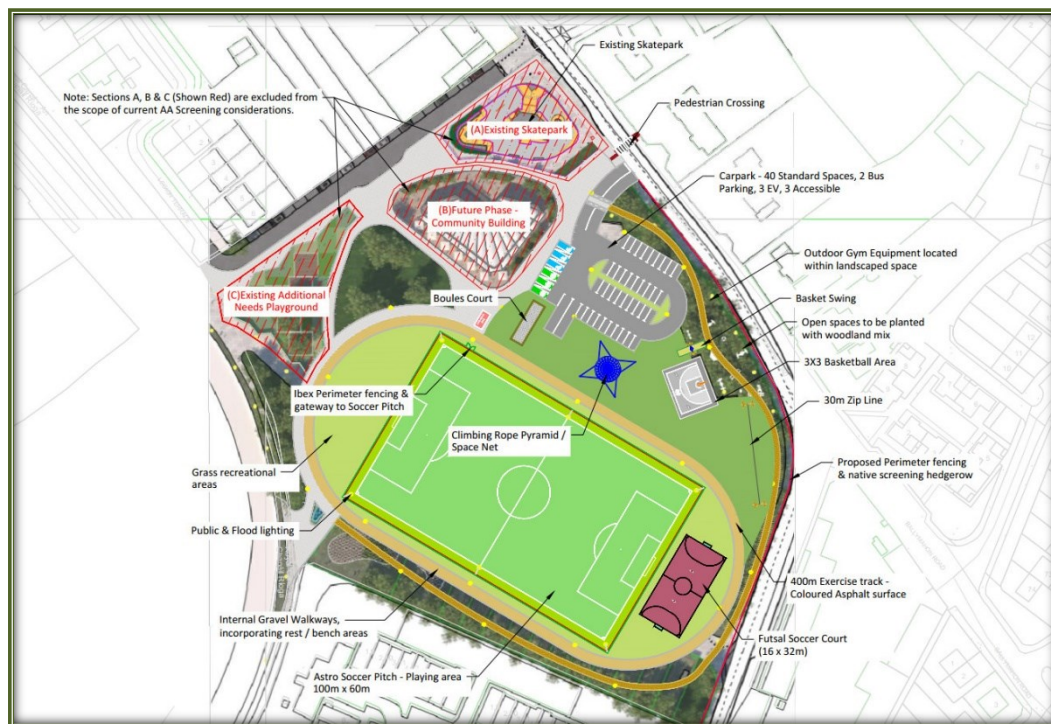 Existing Skatepark
Note: Sections A, B & C (Shown Red) are excluded from
the scope of current AA Screening considerations.
Pedestrian Crossing
(A)Existing Skatepark
Carpark - 40 Standard Spaces, 2 Bus
Parking, 3 EV, 3 Accessible
(B)Future Phase -
Community Building
Outdoor Gym Equipment located
within landscaped space
(C)Existing Additional
Needs Playground
Boules Court
Basket Swing
Open spaces to be planted
with woodland mix
3X3 Basketball Area
Ibex Perimeter fencing &
gateway to Soccer Pitch
30m Zip Line
Climbing Rope Pyramid /
Space Net
Grass recreational
areas
Proposed Perimeter fencing
& native screening hedgerow
Public & Flood lighting
400m Exercise track -
Coloured Asphalt surface
Internal Gravel Walkways,
incorporating rest / bench areas
Futsal Soccer Court
(16 x 32m)
Astro Soccer Pitch - Playing area
100m x 60m